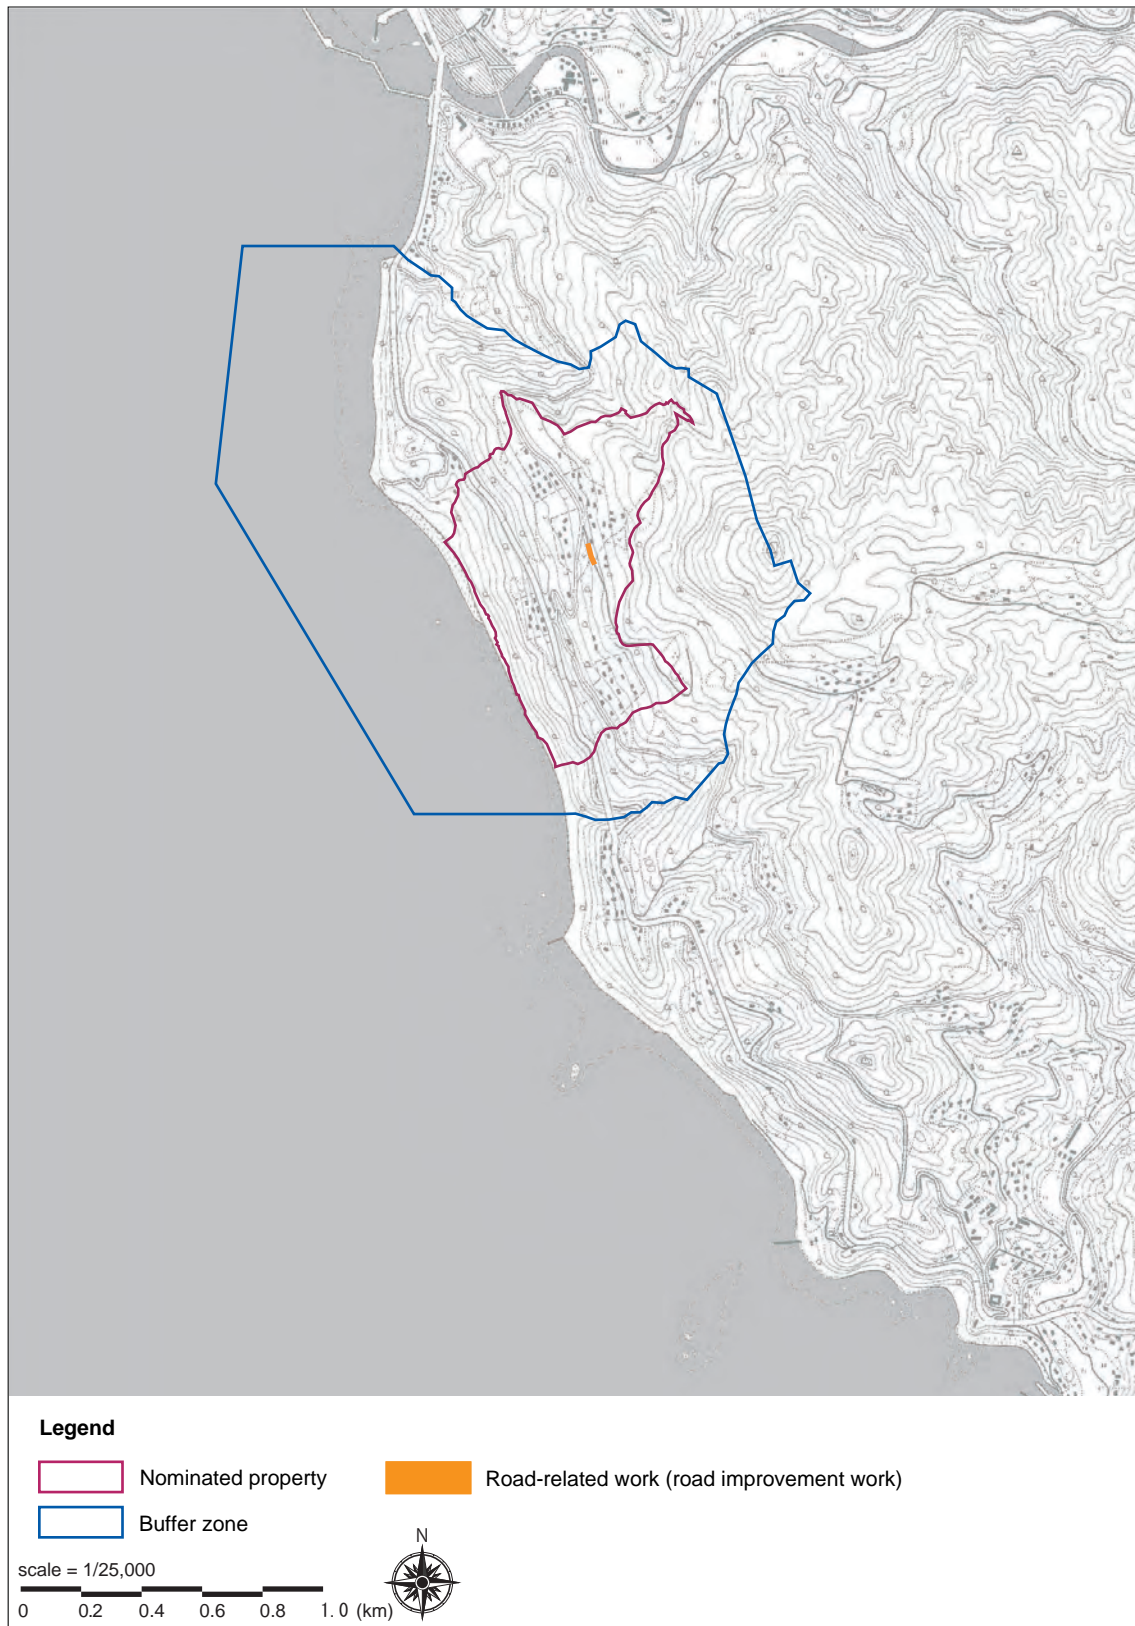 Legend
Nominated property
Road-related work (road improvement work)
Buffer zone
N
scale = 1/25,000
0 0.2 0.4 0.6 0.8 1. 0 (km)